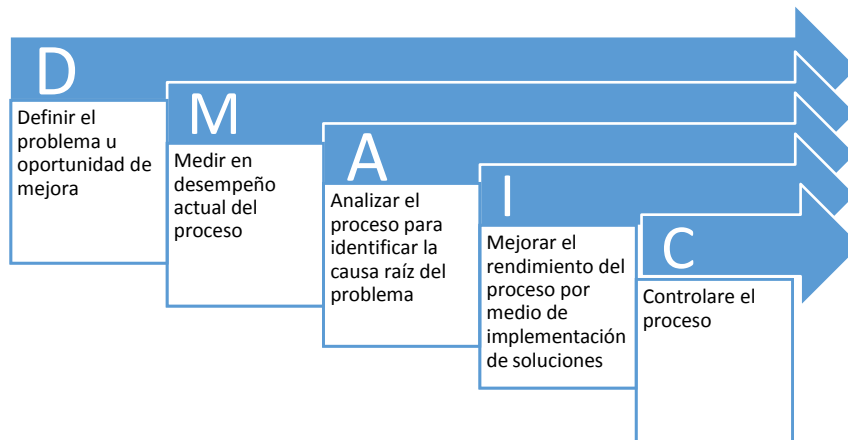 D
Definir el
problema u
oportunidad de
mejora
M
Medir en
desempeño
actual del
proceso
A
Analizar el
proceso para
identificar la
causa raíz del
problema
I
Mejorar el
rendimiento del
proceso por
medio de
implementación
de soluciones
C
Controlare el
proceso